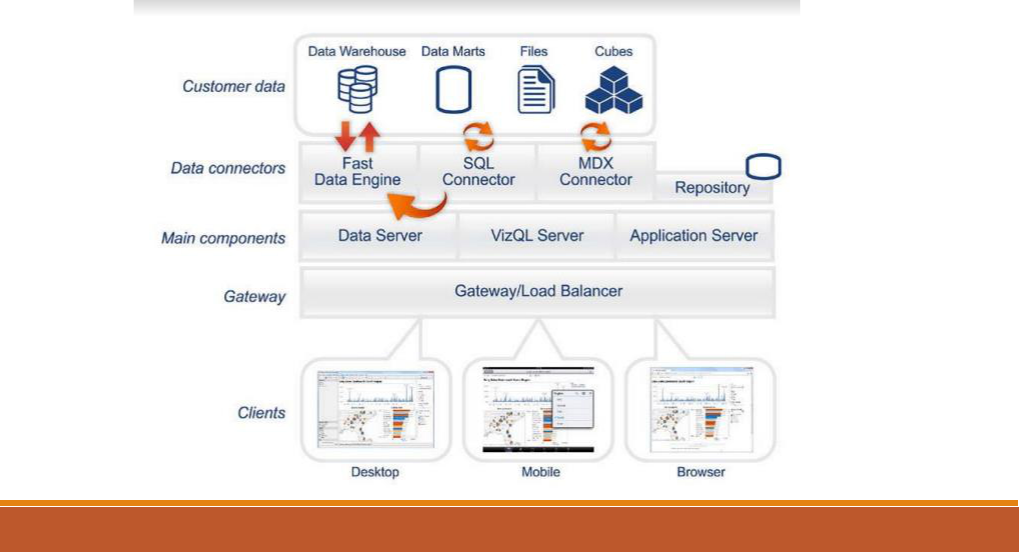 Data Warehouse Data Marts Files Cubes
Customer data
Data connectors
Fast
Data Engine
SQL
Connector
MDX
Connector
Repository
Main components
Data Server VizQL Server Application Server
Gateway
Gateway/Load Balancer
Clients
Desktop Mobile Browser